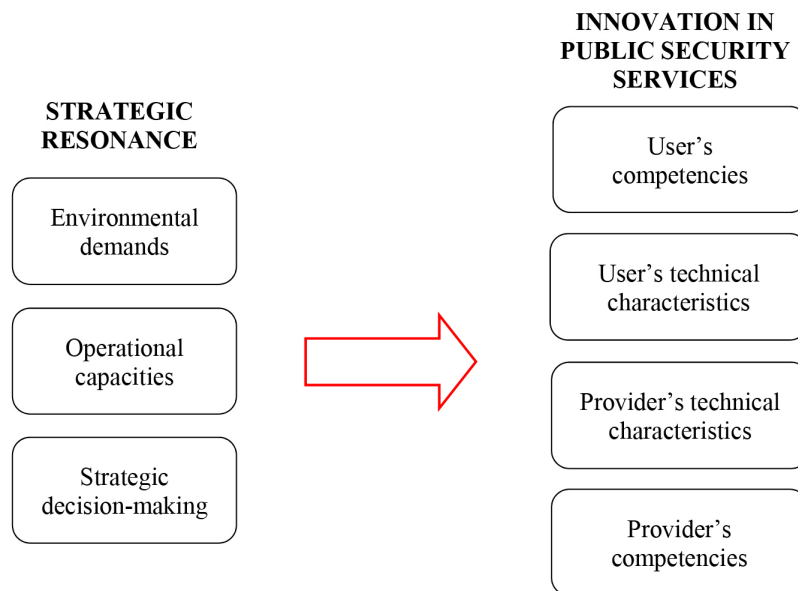 STRATEGIC
RESONANCE
Environmental
demands
Operational
capacities
Strategic
decision-making
INNOVATION IN
PUBLIC SECURITY
SERVICES
User’s
competencies
User’s technical
characteristics
Provider’s technical
characteristics
Provider’s
competencies